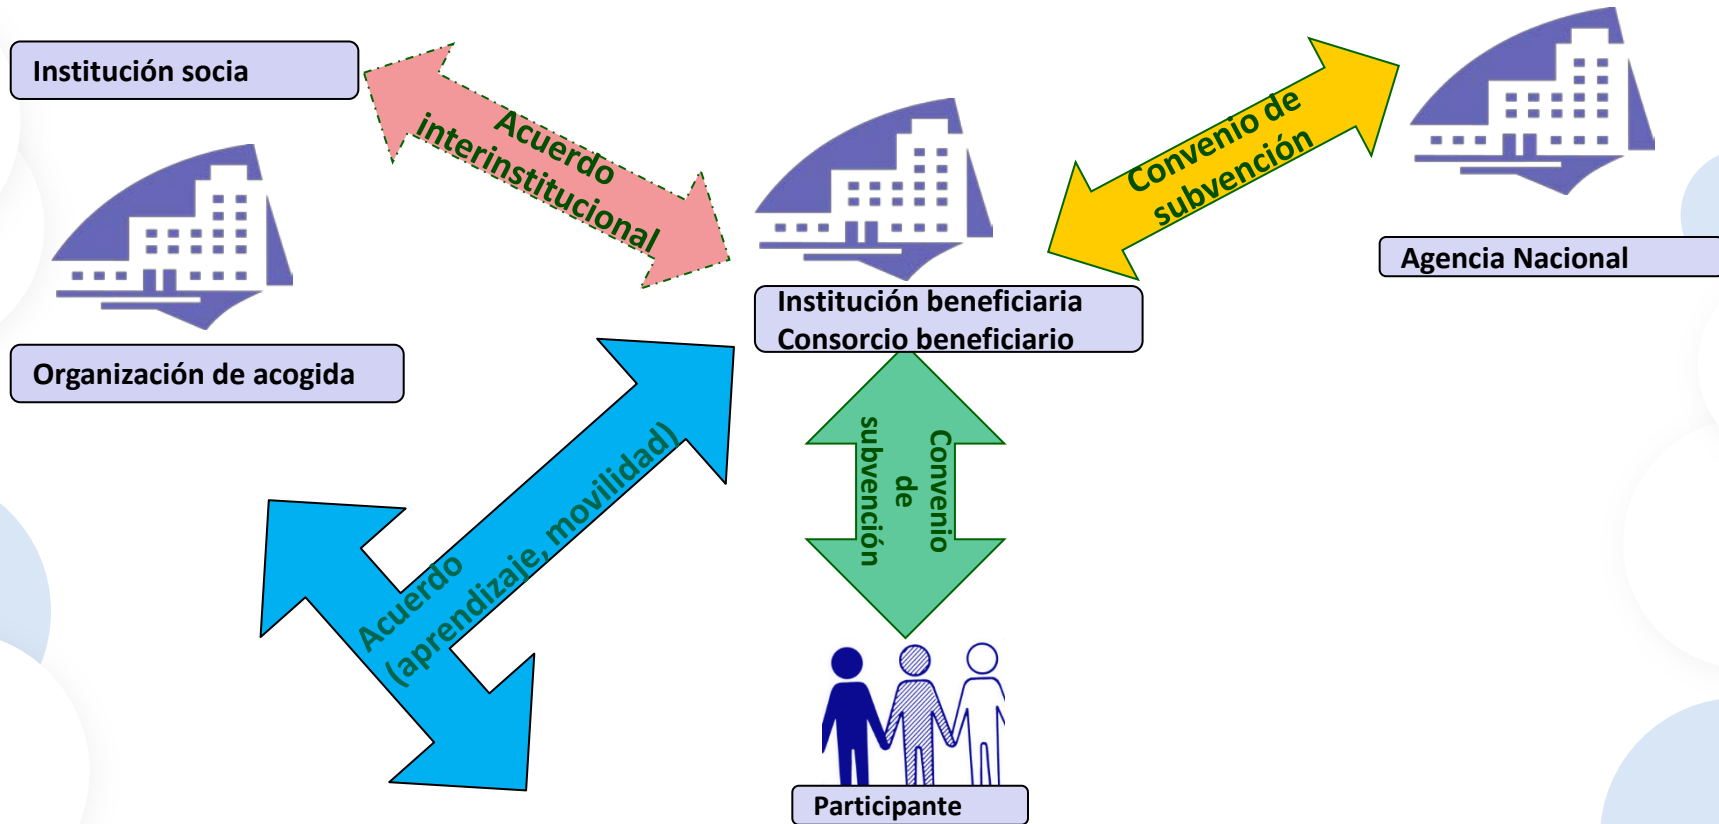 Institución socia
Organización de acogida
Acuerdo
interinstitucional
Institución beneficiaria
Consorcio beneficiario
Convenio de
subvención
Agencia Nacional
Acuerdo
(aprendizaje, movilidad)
Convenio
de
subvención
Participante